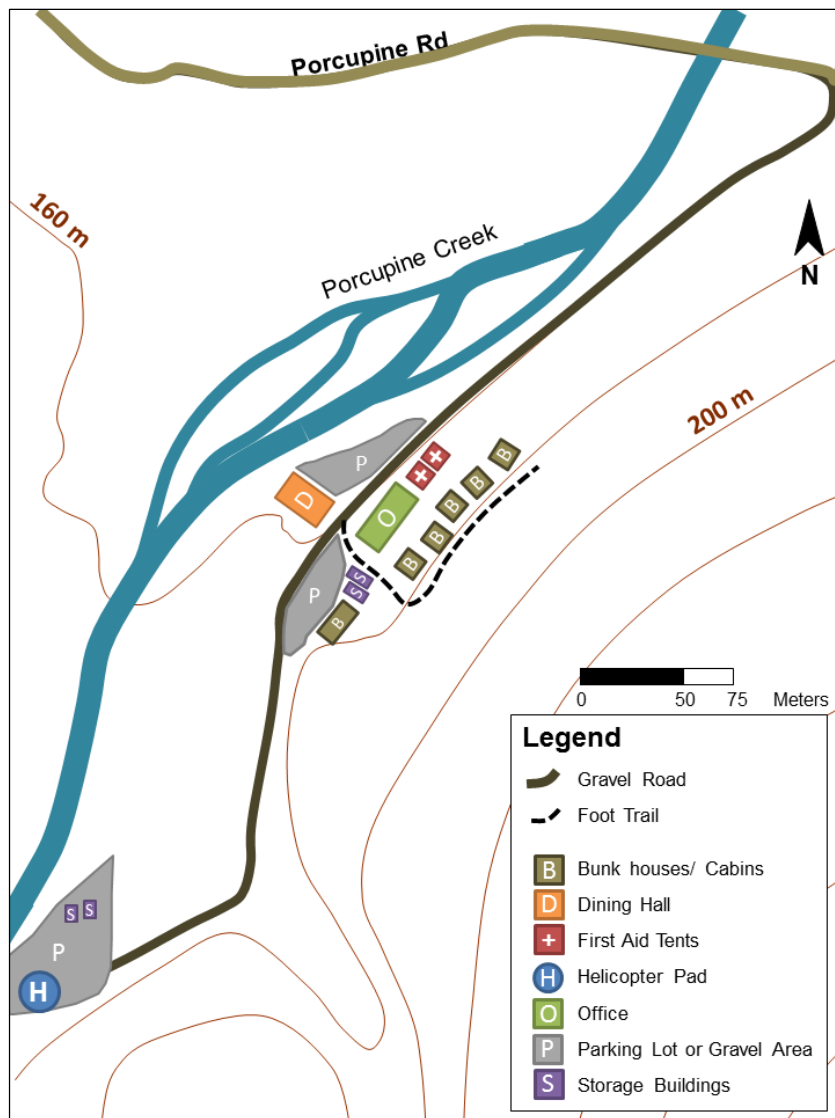 Porcupine Rd
160 m
Porcupine Creek
N
200 m
P
D
O
B
B
B
B
B
S
S
P
B
0 50 75 Meters
S S
P
H
Legend
Gravel Road
Foot Trail
B Bunk houses/ Cabins
D Dining Hall
First Aid Tents
H Helicopter Pad
O Office
P Parking Lot or Gravel Area
S Storage Buildings